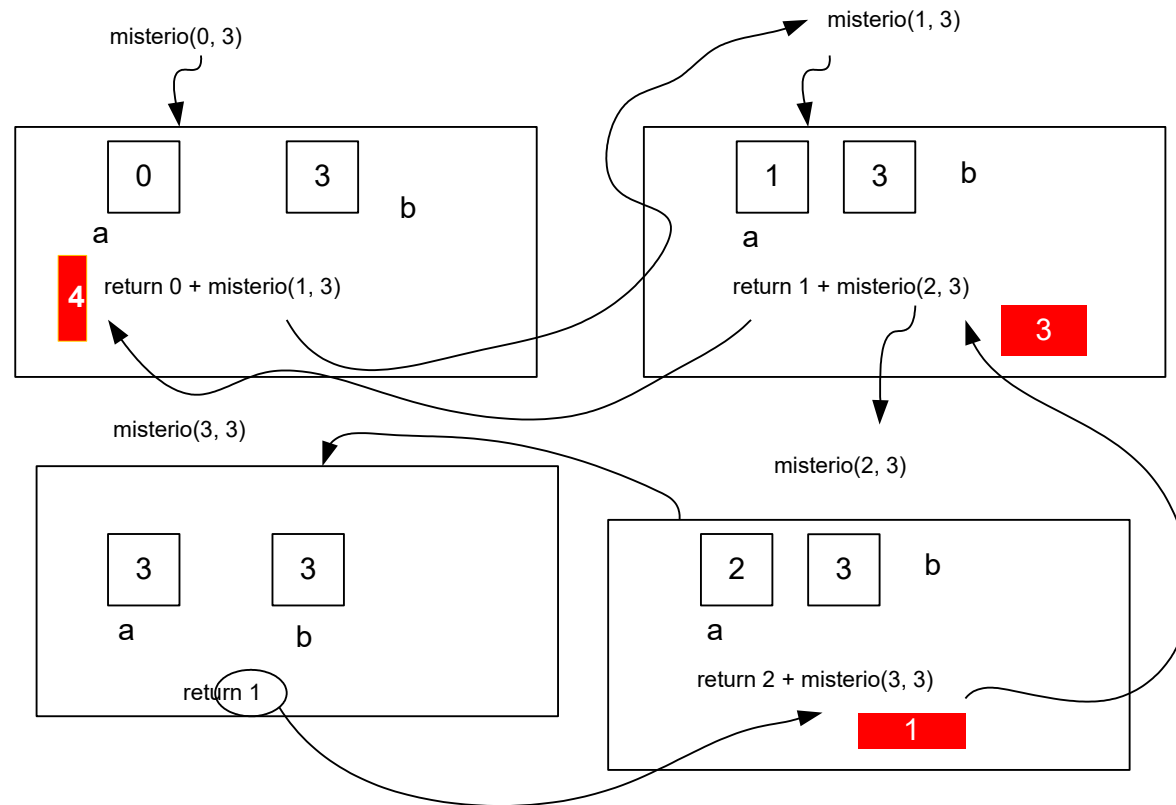 misterio(0, 3)
0
3
a
b
4
return 0 + misterio(1, 3)
misterio(1, 3)
1
3
b
a
return 1 + misterio(2, 3)
3
misterio(3, 3)
3
3
a
b
return 1
misterio(2, 3)
2
3
b
a
return 2 + misterio(3, 3)
1